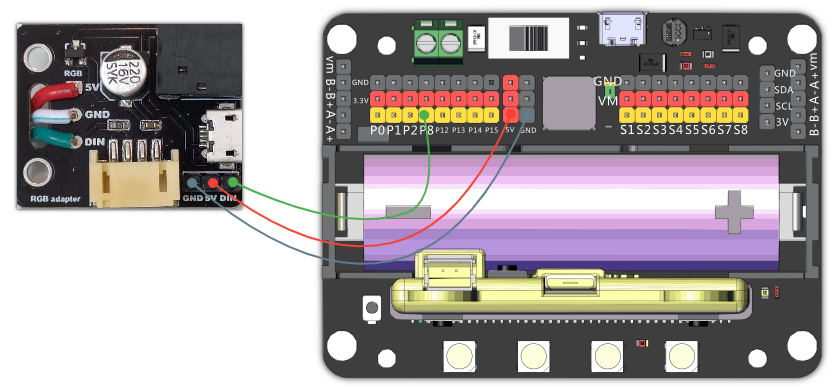 220
16V
5YK
RGB
5V
GND
DIN
RGB adapter
GND 5V DIN
vm B- B+ A- A+
GND
3.3V
P0 P1 P2 P8 P12 P13 P14 P15 5V GND
GND
VM
S1 S2 S3 S4 S5 S6 S7 S8
GND
SDA
SCL
3V
B- B+ A- A+ vm